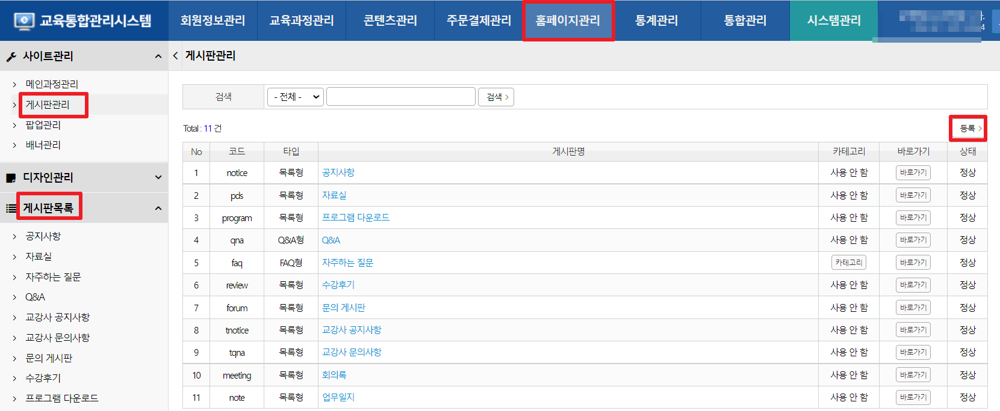 교육통합관리시스템 회원정보관리 교육과정관리 콘텐츠관리 주문결제관리 홈페이지관리 통계관리 통합관리 시스템관리
사이트관리
메인과정관리
게시판관리
팝업관리
배너관리
디자인관리
게시판목록
공지사항
자료실
자주하는 질문
Q&A
교강사 공지사항
교강사 문의사항
문의 게시판
수강후기
프로그램 다운로드
게시판관리
검색 - 전체 - 검색
Total : 11 건
등록
No 코드 타입 게시판명 카테고리 바로가기 상태
1 notice 목록형 공지사항 사용 안 함 바로가기 정상
2 pds 목록형 자료실 사용 안 함 바로가기 정상
3 program 목록형 프로그램 다운로드 사용 안 함 바로가기 정상
4 qna Q&A형 Q&A 사용 안 함 바로가기 정상
5 faq FAQ형 자주하는 질문 카테고리 바로가기 정상
6 review 목록형 수강후기 사용 안 함 바로가기 정상
7 forum 목록형 문의 게시판 사용 안 함 바로가기 정상
8 tnotice 목록형 교강사 공지사항 사용 안 함 바로가기 정상
9 tqna 목록형 교강사 문의사항 사용 안 함 바로가기 정상
10 meeting 목록형 회의록 사용 안 함 바로가기 정상
11 note 목록형 업무일지 사용 안 함 바로가기 정상